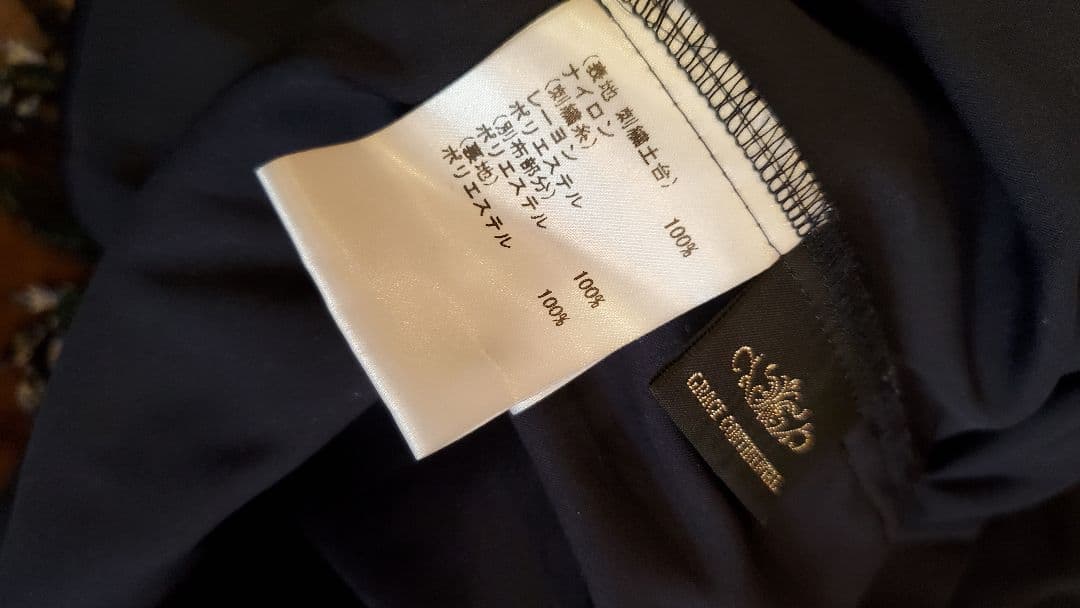 (表地 刺繍土台)
ナイロン 100%
(刺繍糸)
レーヨン
ポリエステル
(別布部分)
ポリエステル 100%
(裏地)
ポリエステル 100%
GRACE CONTINENTAL